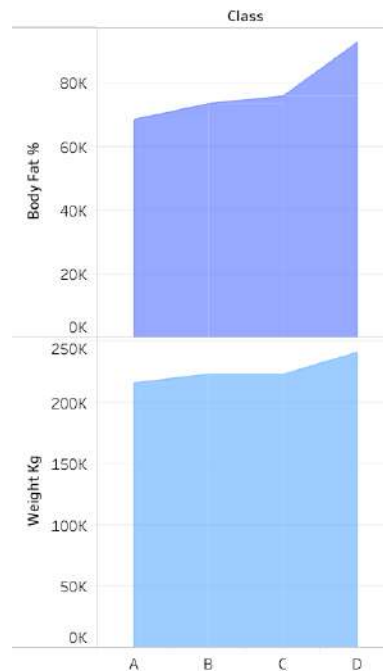 Class
Body Fat %
80K
60K
40K
20K
0K
Weight Kg
250K
200K
150K
100K
50K
0K
A B C D